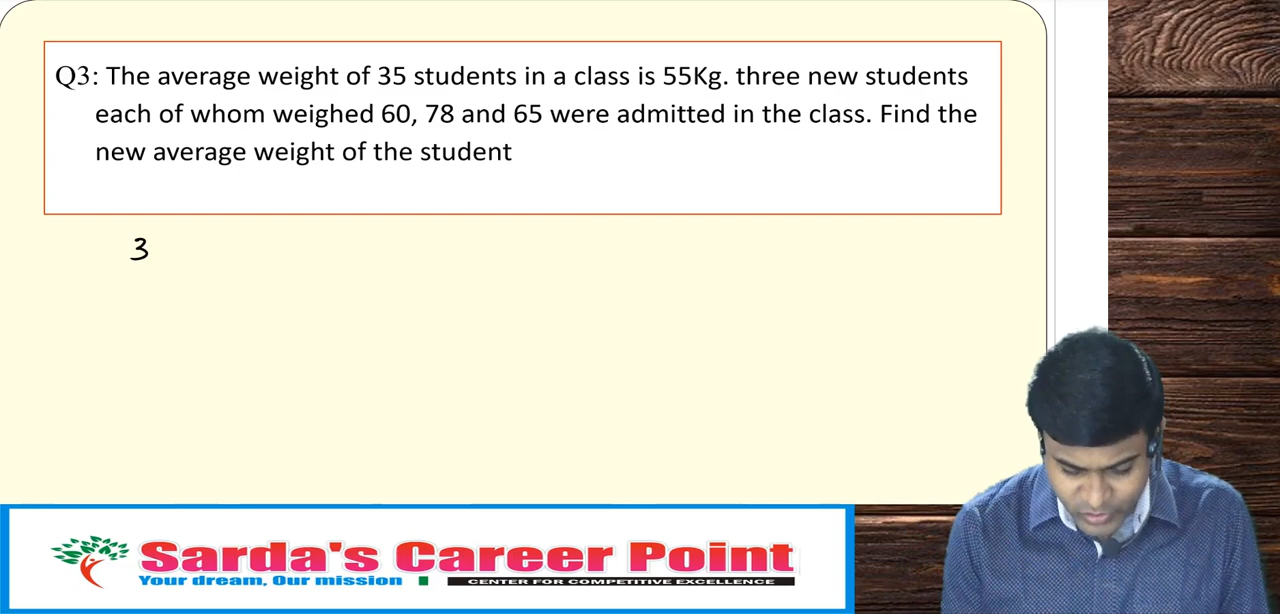 Q3: The average weight of 35 students in a class is 55Kg. three new students
each of whom weighed 60, 78 and 65 were admitted in the class. Find the
new average weight of the student
3
Sarda's Career Point
Your dream, Our mission
CENTER FOR COMPETITIVE EXCELLENCE